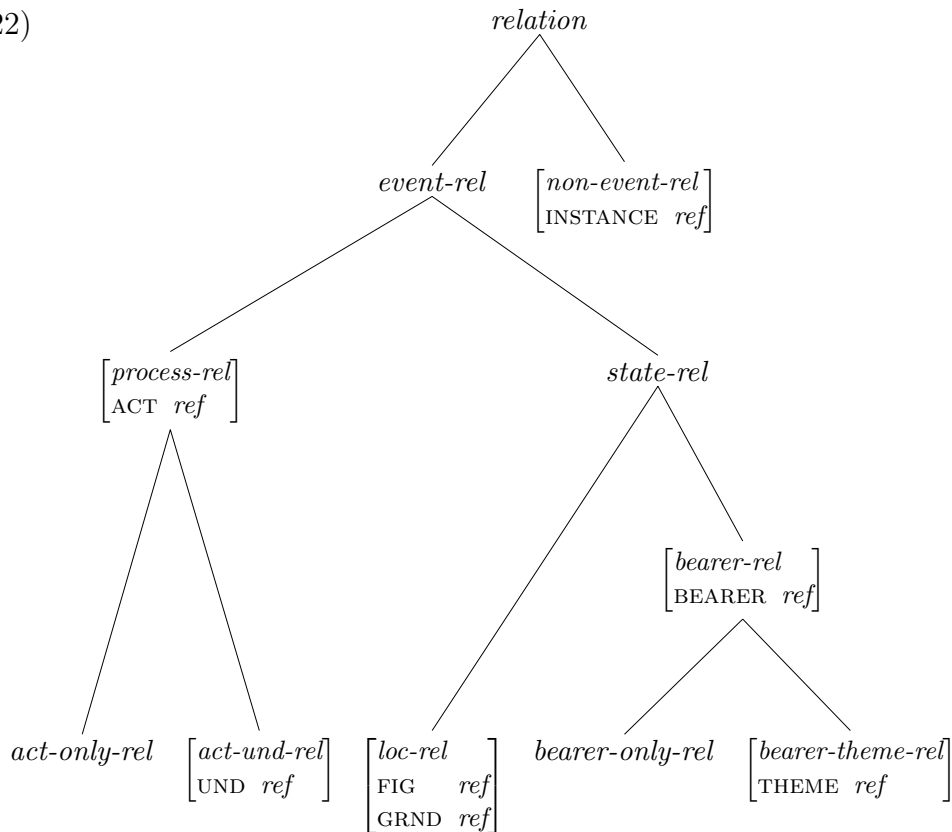 22)
relation
event-rel
non-event-rel
INSTANCE ref
process-rel
ACT ref
state-rel
bearer-rel
BEARER ref
act-only-rel
act-und-rel
UND ref
loc-rel
FIG ref
GRND ref
bearer-only-rel
bearer-theme-rel
THEME ref